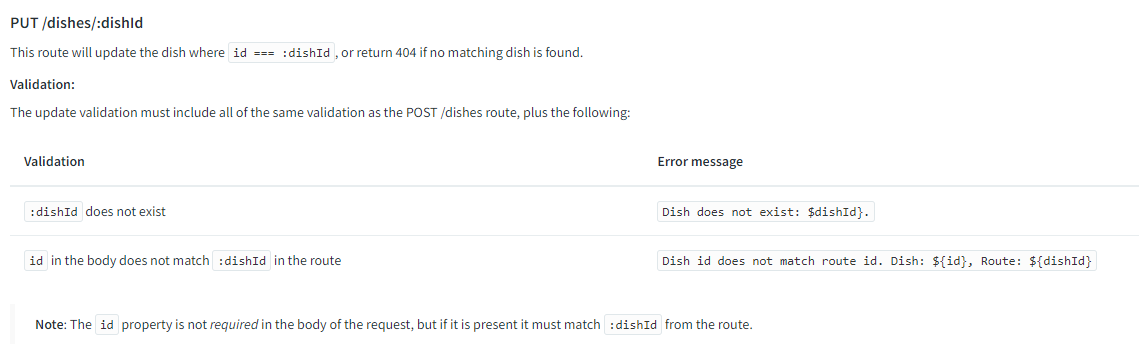 PUT /dishes/:dishId
This route will update the dish where id === :dishId, or return 404 if no matching dish is found.
Validation:
The update validation must include all of the same validation as the POST /dishes route, plus the following:
Validation Error message
:dishId does not exist Dish does not exist: $dishId}.
id in the body does not match :dishId in the route Dish id does not match route id. Dish: ${id}, Route: ${dishId}
Note: The id property is not required in the body of the request, but if it is present it must match :dishId from the route.